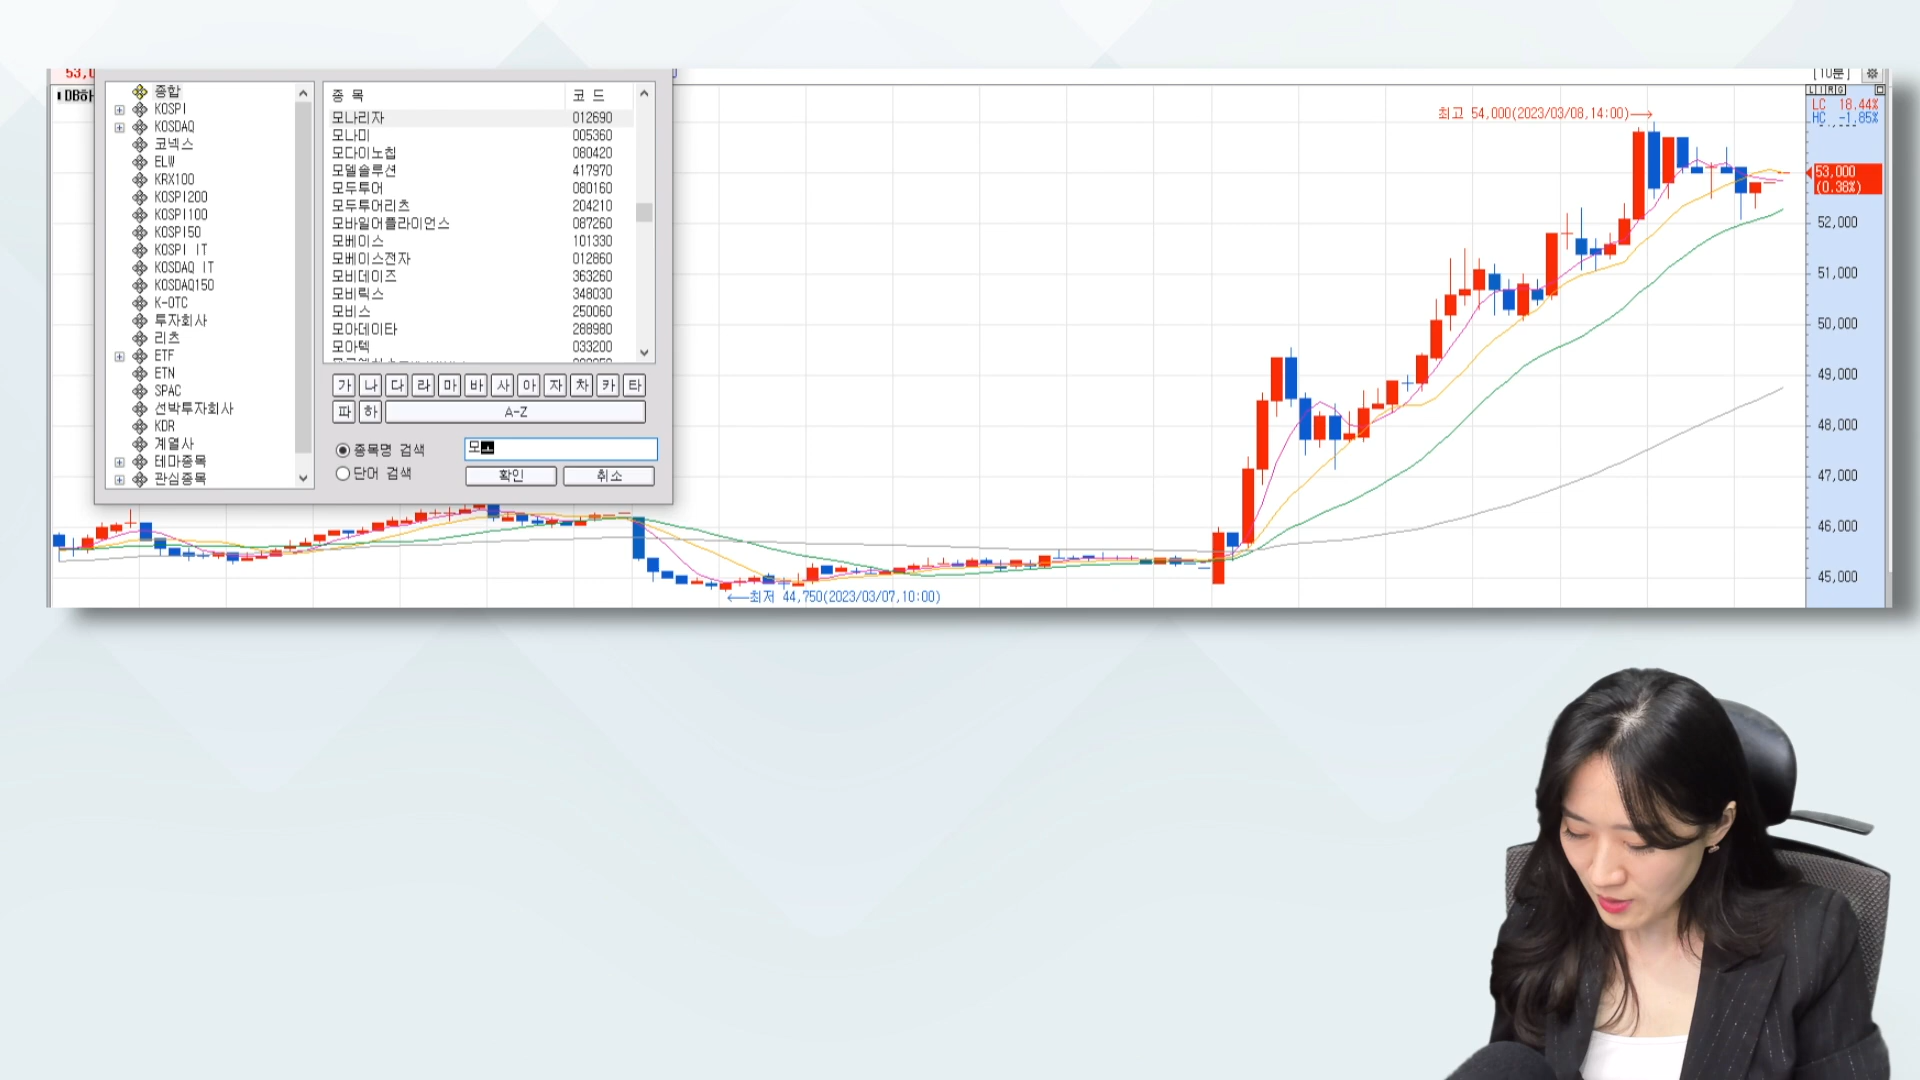 [10분]
DB하
종합
KOSPI
KOSDAQ
코넥스
ELW
KRX100
KOSPI200
KOSPI100
KOSPI50
KOSPI IT
KOSDAQ IT
KOSDAQ150
K-OTC
투자회사
리츠
ETF
ETN
SPAC
선박투자회사
KDR
계열사
테마종목
관심종목
종 목 코 드
모나리자 012690
모나미 005360
모다이노칩 080420
모델솔루션 417970
모두투어 080160
모두투어리츠 204210
모바일어플라이언스 087260
모베이스 101330
모베이스전자 012860
모비데이즈 363260
모비릭스 348030
모비스 250060
모아데이타 288980
모아텍 033200
가 나 다 라 마 바 사 아 자 차 카 타
파 하 A-Z
종목명 검색 모
단어 검색 확인 취소
최고 54,000(2023/03/08,14:00)
최저 44,750(2023/03/07,10:00)
L I R G
LC 18.44%
HC -1.85%
53,000
(0.38%)
52,000
51,000
50,000
49,000
48,000
47,000
46,000
45,000